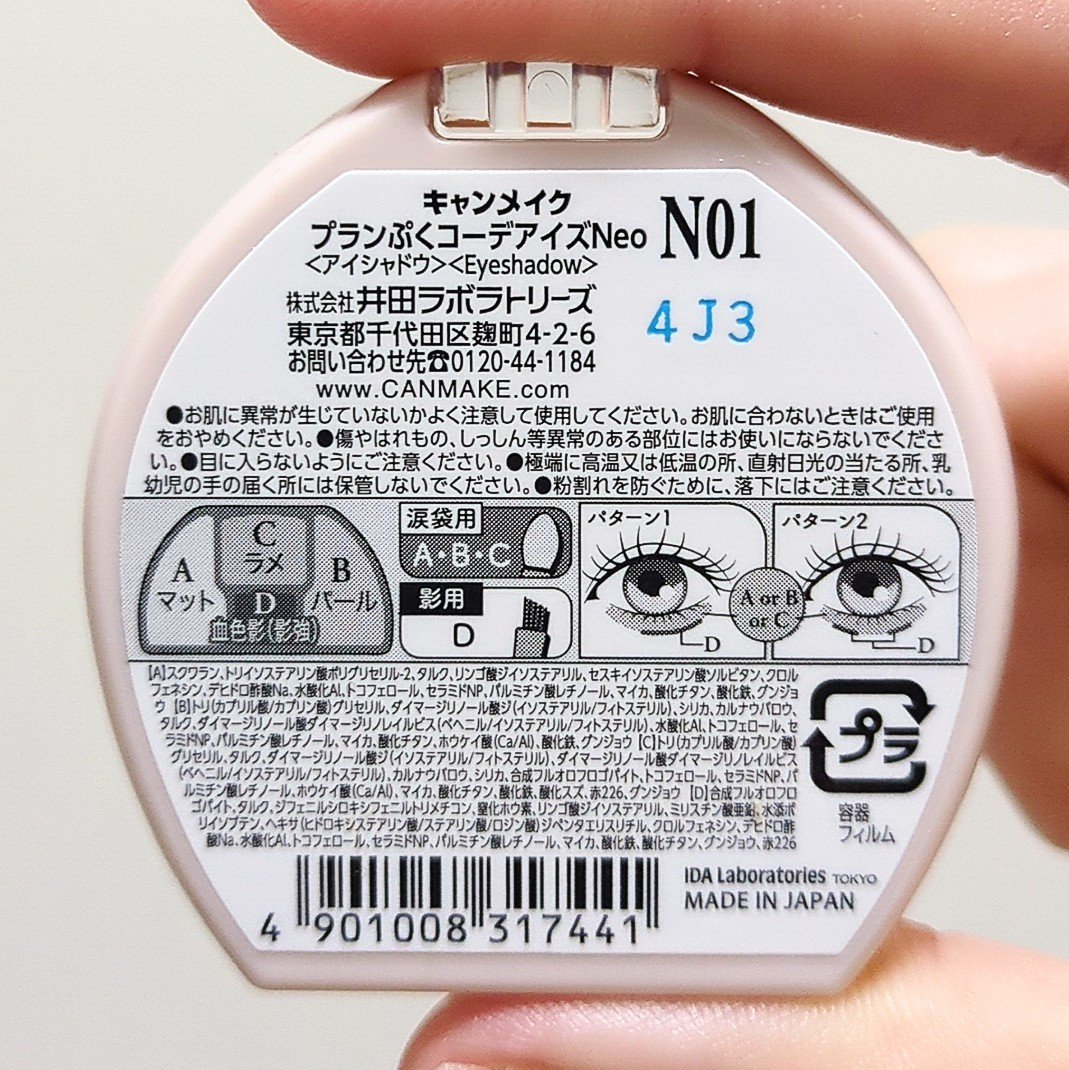 キャンメイク
プランぷくコーデアイズNeo N01
<アイシャドウ><Eyeshadow>
株式会社 井田ラボラトリーズ
東京都千代田区麹町4-2-6
4J3
お問い合わせ先☎0120-44-1184
www.CANMAKE.com
●お肌に異常が生じていないかよく注意して使用してください。お肌に合わないときはご使用
をおやめください。●傷やはれもの、しっしん等異常のある部位にはお使いにならないでくださ
い。●目に入らないようにご注意ください。●極端に高温又は低温の所、直射日光の当たる所、乳
幼児の手の届く所には保管しないでください。●粉割れを防ぐために、落下にはご注意ください。
A
マット
C
ラメ
B
パール
D
血色影(影強)
涙袋用
A・B・C
影用
D
パターン1
D
A or B
or C
パターン2
D
【A】スクワラン、トリイソステアリン酸ポリグリセリル-2、タルク、リンゴ酸ジイソステアリル、セスキイソステアリン酸ソルビタン、クロル
フェネシン、デヒドロ酢酸Na、水酸化Al、トコフェロール、セラミドNP、パルミチン酸レチノール、マイカ、酸化チタン、酸化鉄、グンジョ
ウ 【B】トリ(カプリル酸/カプリン酸)グリセリル、ダイマージリノール酸ジ(イソステアリル/フィトステリル)、シリカ、カルナウバロウ、
タルク、ダイマージリノール酸ダイマージリノレイルビス(ベヘニル/イソステアリル/フィトステリル)、水酸化Al、トコフェロール、セ
ラミドNP、パルミチン酸レチノール、マイカ、酸化チタン、ホウケイ酸(Ca/Al)、酸化鉄、グンジョウ 【C】トリ(カプリル酸/カプリン酸)
グリセリル、タルク、ダイマージリノール酸ジ(イソステアリル/フィトステリル)、ダイマージリノール酸ダイマージリノレイルビス
(ベヘニル/イソステアリル/フィトステリル)、カルナウバロウ、シリカ、合成フルオロフロゴパイト、トコフェロール、セラミドNP、パ
ルミチン酸レチノール、ホウケイ酸(Ca/Al)、マイカ、酸化チタン、酸化鉄、酸化スズ、赤226、グンジョウ 【D】合成フルオロフロ
ゴパイト、タルク、ジフェニルシロキシフェニルトリメチコン、窒化ホウ素、リンゴ酸ジイソステアリル、ミリスチン酸亜鉛、水添ポ
リイソブテン、ヘキサ(ヒドロキシステアリン酸/ステアリン酸/ロジン酸)ジペンタエリスリチル、クロルフェネシン、デヒドロ酢
酸Na、水酸化Al、トコフェロール、セラミドNP、パルミチン酸レチノール、マイカ、酸化鉄、酸化チタン、グンジョウ、赤226
プラ
容器
フィルム
IDA Laboratories TOKYO
MADE IN JAPAN
4 901008 317441